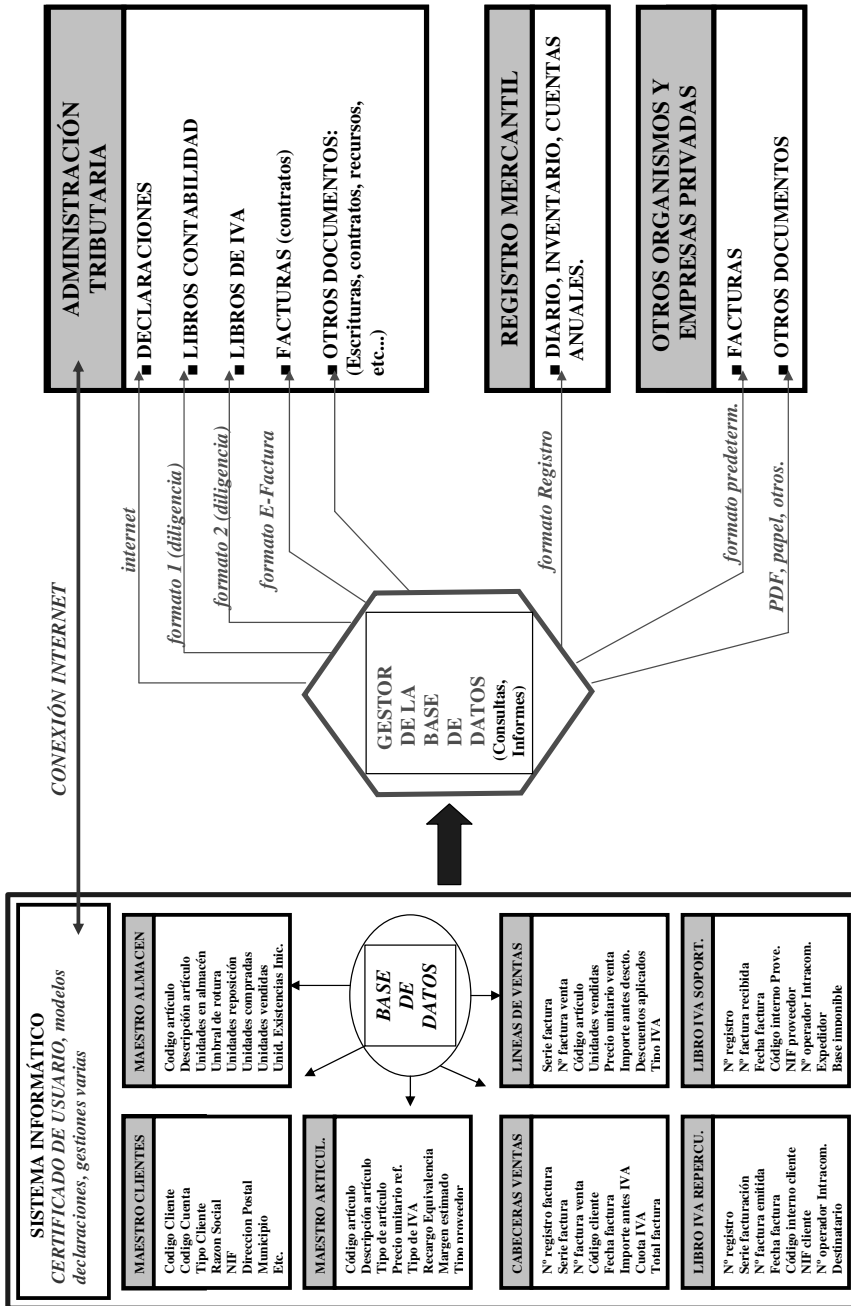 SISTEMA INFORMÁTICO
CERTIFICADO DE USUARIO, modelos
declaraciones, gestiones varias
CONEXIÓN INTERNET
MAESTRO CLIENTES
Codigo Cliente
Codigo Cuenta
Tipo Cliente
Razon Social
NIF
Direccion Postal
Municipio
Etc.
MAESTRO ALMACEN
Codigo artículo
Descripción artículo
Unidades en almacén
Umbral de rotura
Unidades reposición
Unidades compradas
Unidades vendidas
Unid. Existencias Inic.
MAESTRO ARTICUL.
Código artículo
Descripción artículo
Tipo de artículo
Precio unitario ref.
Tipo de IVA
Recargo Equivalencia
Margen estimado
Tipo proveedor
BASE
DE
DATOS
CABECERAS VENTAS
Nº registro factura
Serie factura
Nº factura venta
Código cliente
Fecha factura
Importe antes IVA
Cuota IVA
Total factura
LINEAS DE VENTAS
Serie factura
Nº factura venta
Código artículo
Unidades vendidas
Precio unitario venta
Importe antes descto.
Descuentos aplicados
Tipo IVA
LIBRO IVA REPERCU.
Nº registro
Serie facturación
Nº factura emitida
Fecha factura
Código interno cliente
NIF cliente
Nº operador Intracom.
Destinatario
LIBRO IVA SOPORT.
Nº registro
Nº factura recibida
Fecha factura
Código interno Prove.
NIF proveedor
Nº operador Intracom.
Expedidor
Base imponible
GESTOR
DE LA
BASE
DE
DATOS
(Consultas,
Informes)
internet
formato 1 (diligencia)
formato 2 (diligencia)
formato E-Factura
formato Registro
formato predeterm.
PDF, papel, otros.
ADMINISTRACIÓN
TRIBUTARIA
■ DECLARACIONES
■ LIBROS CONTABILIDAD
■ LIBROS DE IVA
■ FACTURAS (contratos)
■ OTROS DOCUMENTOS:
(Escrituras, contratos, recursos,
etc...)
REGISTRO MERCANTIL
■ DIARIO, INVENTARIO, CUENTAS
ANUALES.
OTROS ORGANISMOS Y
EMPRESAS PRIVADAS
■ FACTURAS
■ OTROS DOCUMENTOS